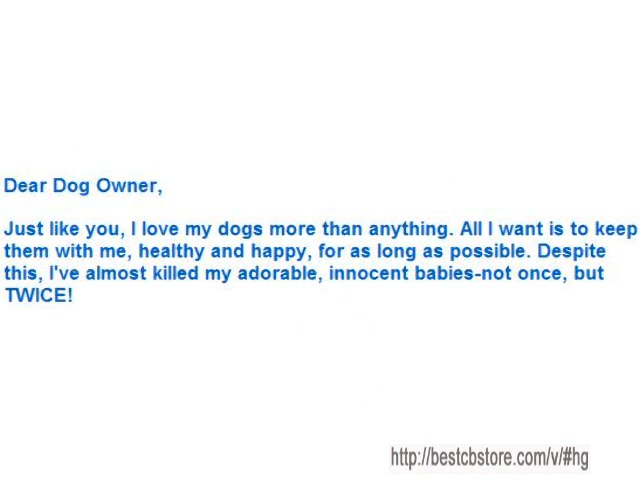 Dear Dog Owner,
Just like you, I love my dogs more than anything. All I want is to keep
them with me, healthy and happy, for as long as possible. Despite
this, I've almost killed my adorable, innocent babies-not once, but
TWICE!
http://bestcbstore.com/v/#hg